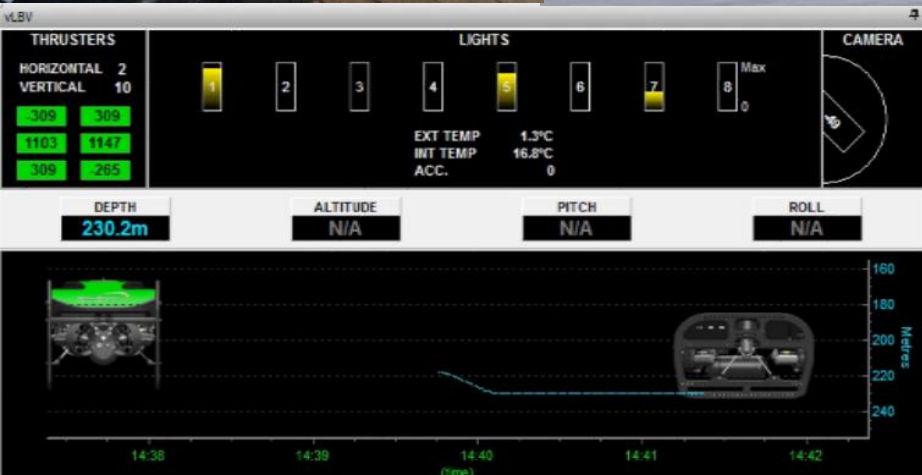 vLBV
THRUSTERS
HORIZONTAL 2
VERTICAL 10
-309 309
1103 1147
309 -265
LIGHTS
1 2 3 4 5 6 7 8
Max
0
EXT TEMP 1.3°C
INT TEMP 16.8°C
ACC. 0
CAMERA
-49
DEPTH
230.2m
ALTITUDE
N/A
PITCH
N/A
ROLL
N/A
160
180
200
220
240
Metres
14:38 14:39 14:40 14:41 14:42
(time)